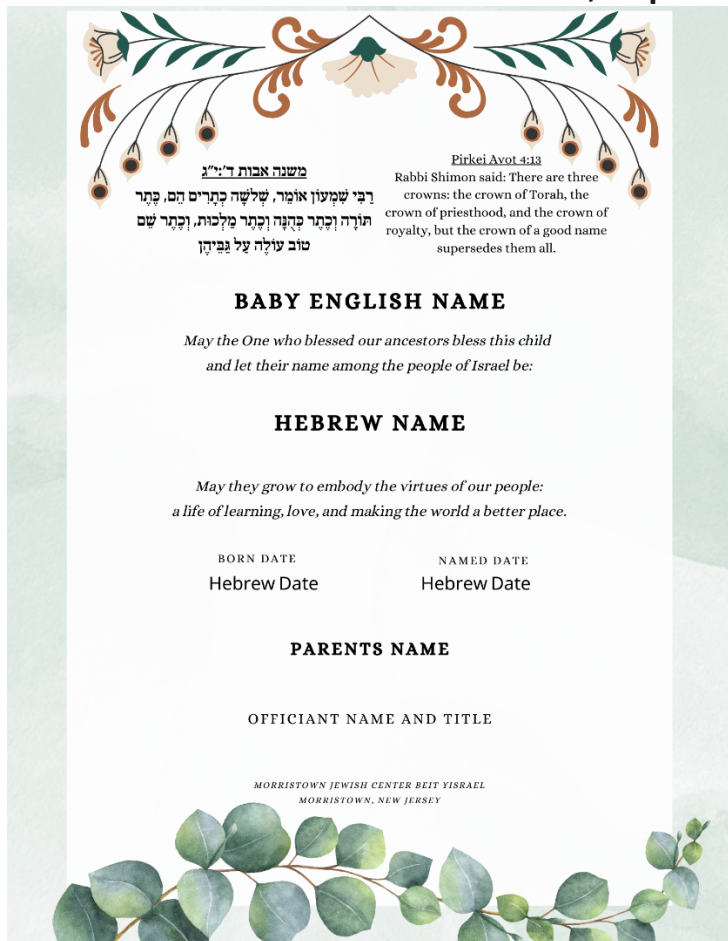 משנה אבות ד':י"ג
רַבִּי שִׁמְעוֹן אוֹמֵר, שְׁלֹשָׁה כְתָרִים הֵם, כֶּתֶר
תּוֹרָה וְכֶתֶר כְּהֻנָּה וְכֶתֶר מַלְכוּת, וְכֶתֶר שֵׁם
טוֹב עוֹלֶה עַל גַּבֵּיהֶן
Pirkei Avot 4:13
Rabbi Shimon said: There are three
crowns: the crown of Torah, the
crown of priesthood, and the crown of
royalty, but the crown of a good name
supersedes them all.
BABY ENGLISH NAME
May the One who blessed our ancestors bless this child
and let their name among the people of Israel be:
HEBREW NAME
May they grow to embody the virtues of our people:
a life of learning, love, and making the world a better place.
BORN DATE
Hebrew Date
NAMED DATE
Hebrew Date
PARENTS NAME
OFFICIANT NAME AND TITLE
MORRISTOWN JEWISH CENTER BEIT YISRAEL
MORRISTOWN, NEW JERSEY